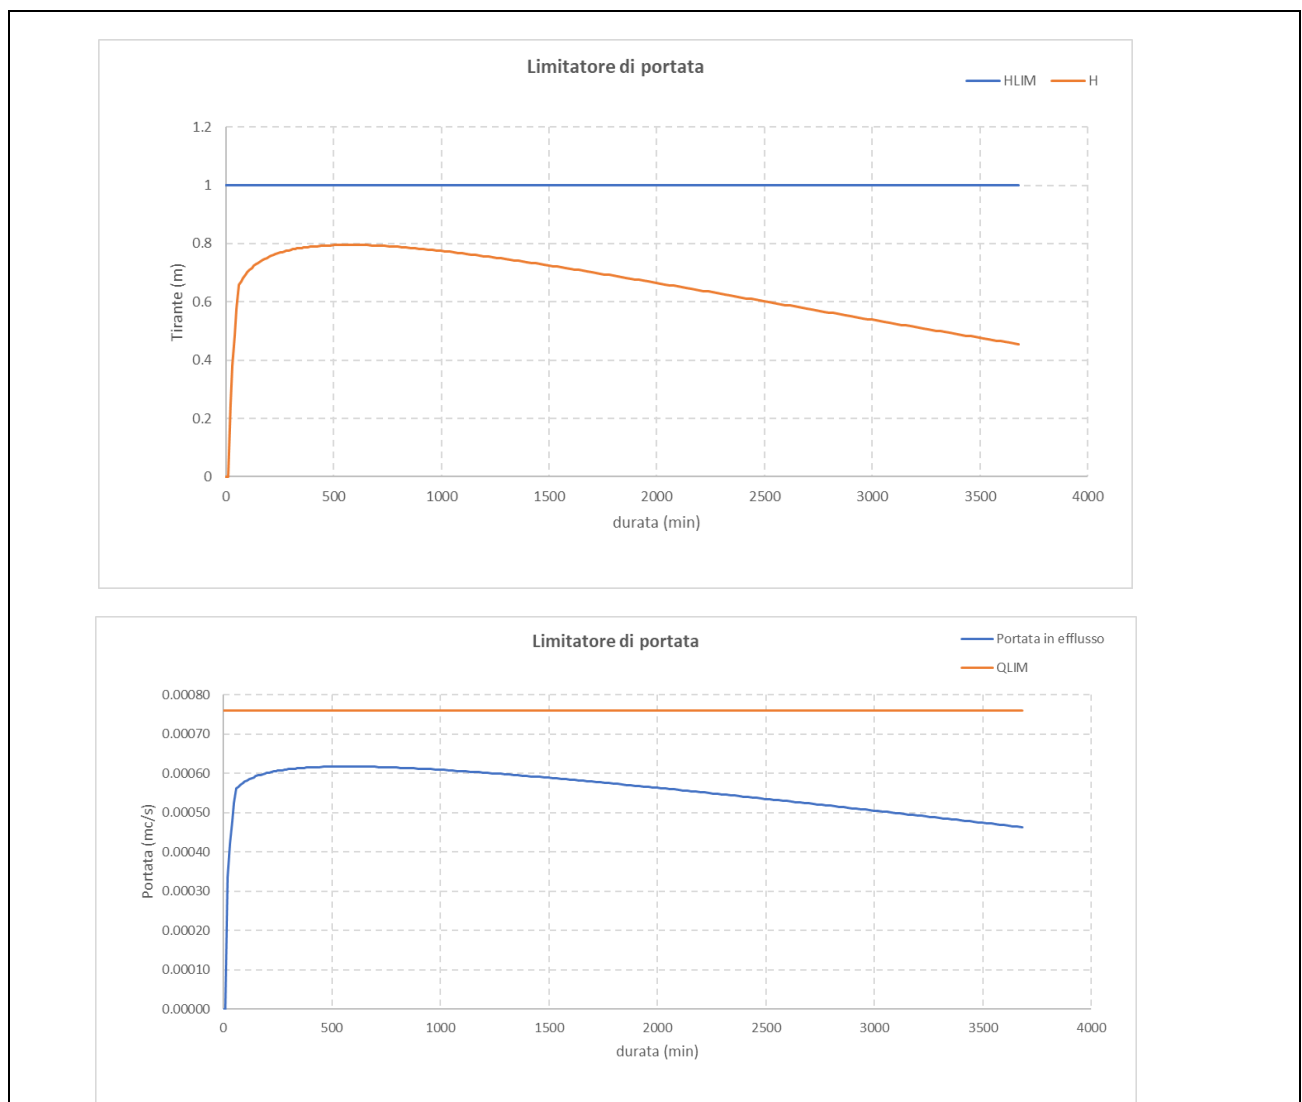 Limitatore di portata
HLIM H
1.2
1
0.8
0.6
0.4
0.2
0
Tirante (m)
0 500 1000 1500 2000 2500 3000 3500 4000
durata (min)
Limitatore di portata
Portata in efflusso
QLIM
0.00080
0.00070
0.00060
0.00050
0.00040
0.00030
0.00020
0.00010
0.00000
Portata (mc/s)
0 500 1000 1500 2000 2500 3000 3500 4000
durata (min)